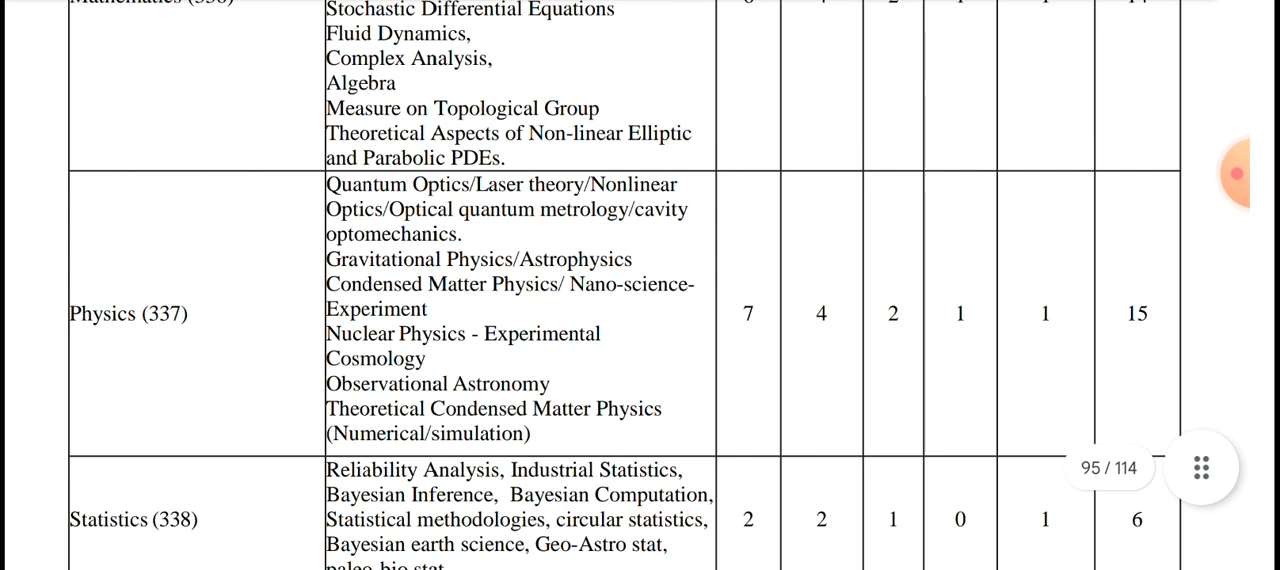 Stochastic Differential Equations
Fluid Dynamics,
Complex Analysis,
Algebra
Measure on Topological Group
Theoretical Aspects of Non-linear Elliptic
and Parabolic PDEs.
Physics (337)
Quantum Optics/Laser theory/Nonlinear
Optics/Optical quantum metrology/cavity
optomechanics.
Gravitational Physics/Astrophysics
Condensed Matter Physics/ Nano-science-
Experiment
Nuclear Physics - Experimental
Cosmology
Observational Astronomy
Theoretical Condensed Matter Physics
(Numerical/simulation)
7 4 2 1 1 15
95 / 114
Statistics (338)
Reliability Analysis, Industrial Statistics,
Bayesian Inference,  Bayesian Computation,
Statistical methodologies, circular statistics,
Bayesian earth science, Geo-Astro stat,
paleo-bio stat
2 2 1 0 1 6